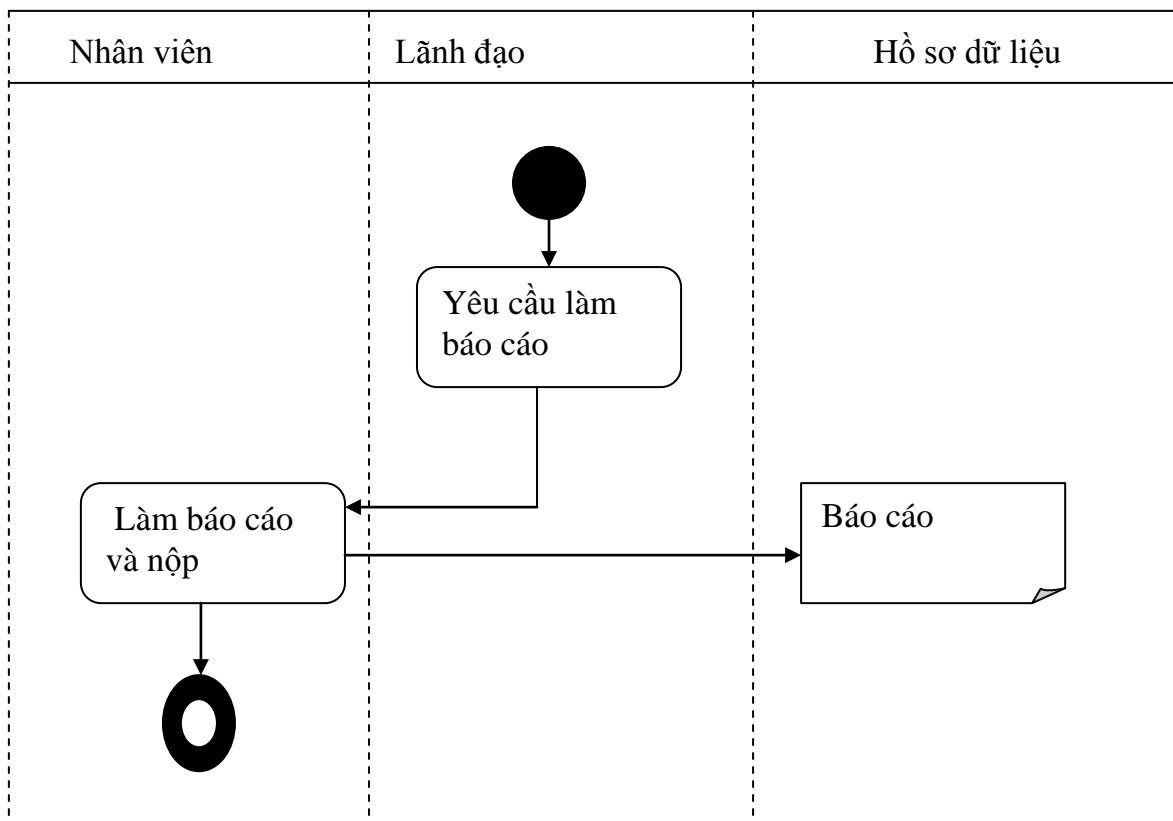 Nhân viên
Lãnh đạo
Hồ sơ dữ liệu
Yêu cầu làm
báo cáo
Làm báo cáo
và nộp
Báo cáo